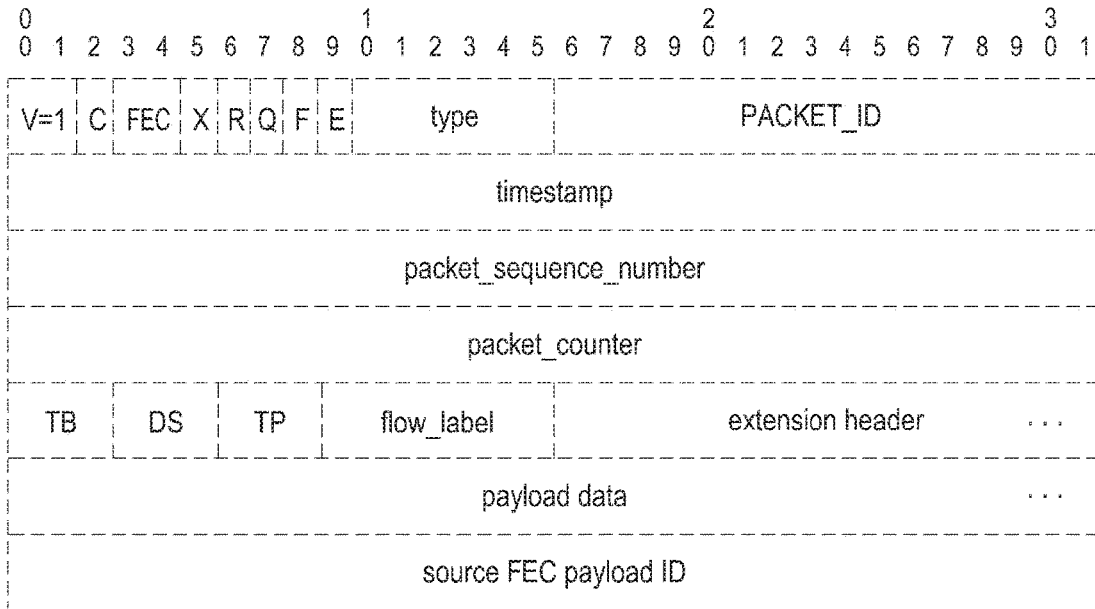 0 1 2 3
0 1 2 3 4 5 6 7 8 9 0 1 2 3 4 5 6 7 8 9 0 1 2 3 4 5 6 7 8 9 0 1
V=1 C FEC X R Q F E type PACKET_ID
timestamp
packet_sequence_number
packet_counter
TB DS TP flow_label extension header ...
payload data ...
source FEC payload ID